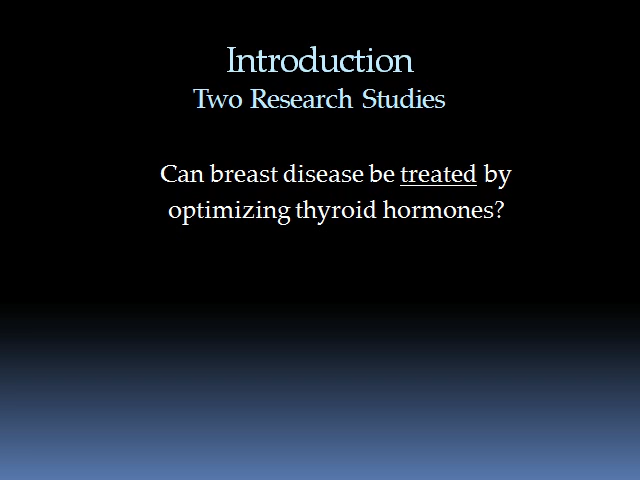 Introduction
Two Research Studies
Can breast disease be treated by
optimizing thyroid hormones?